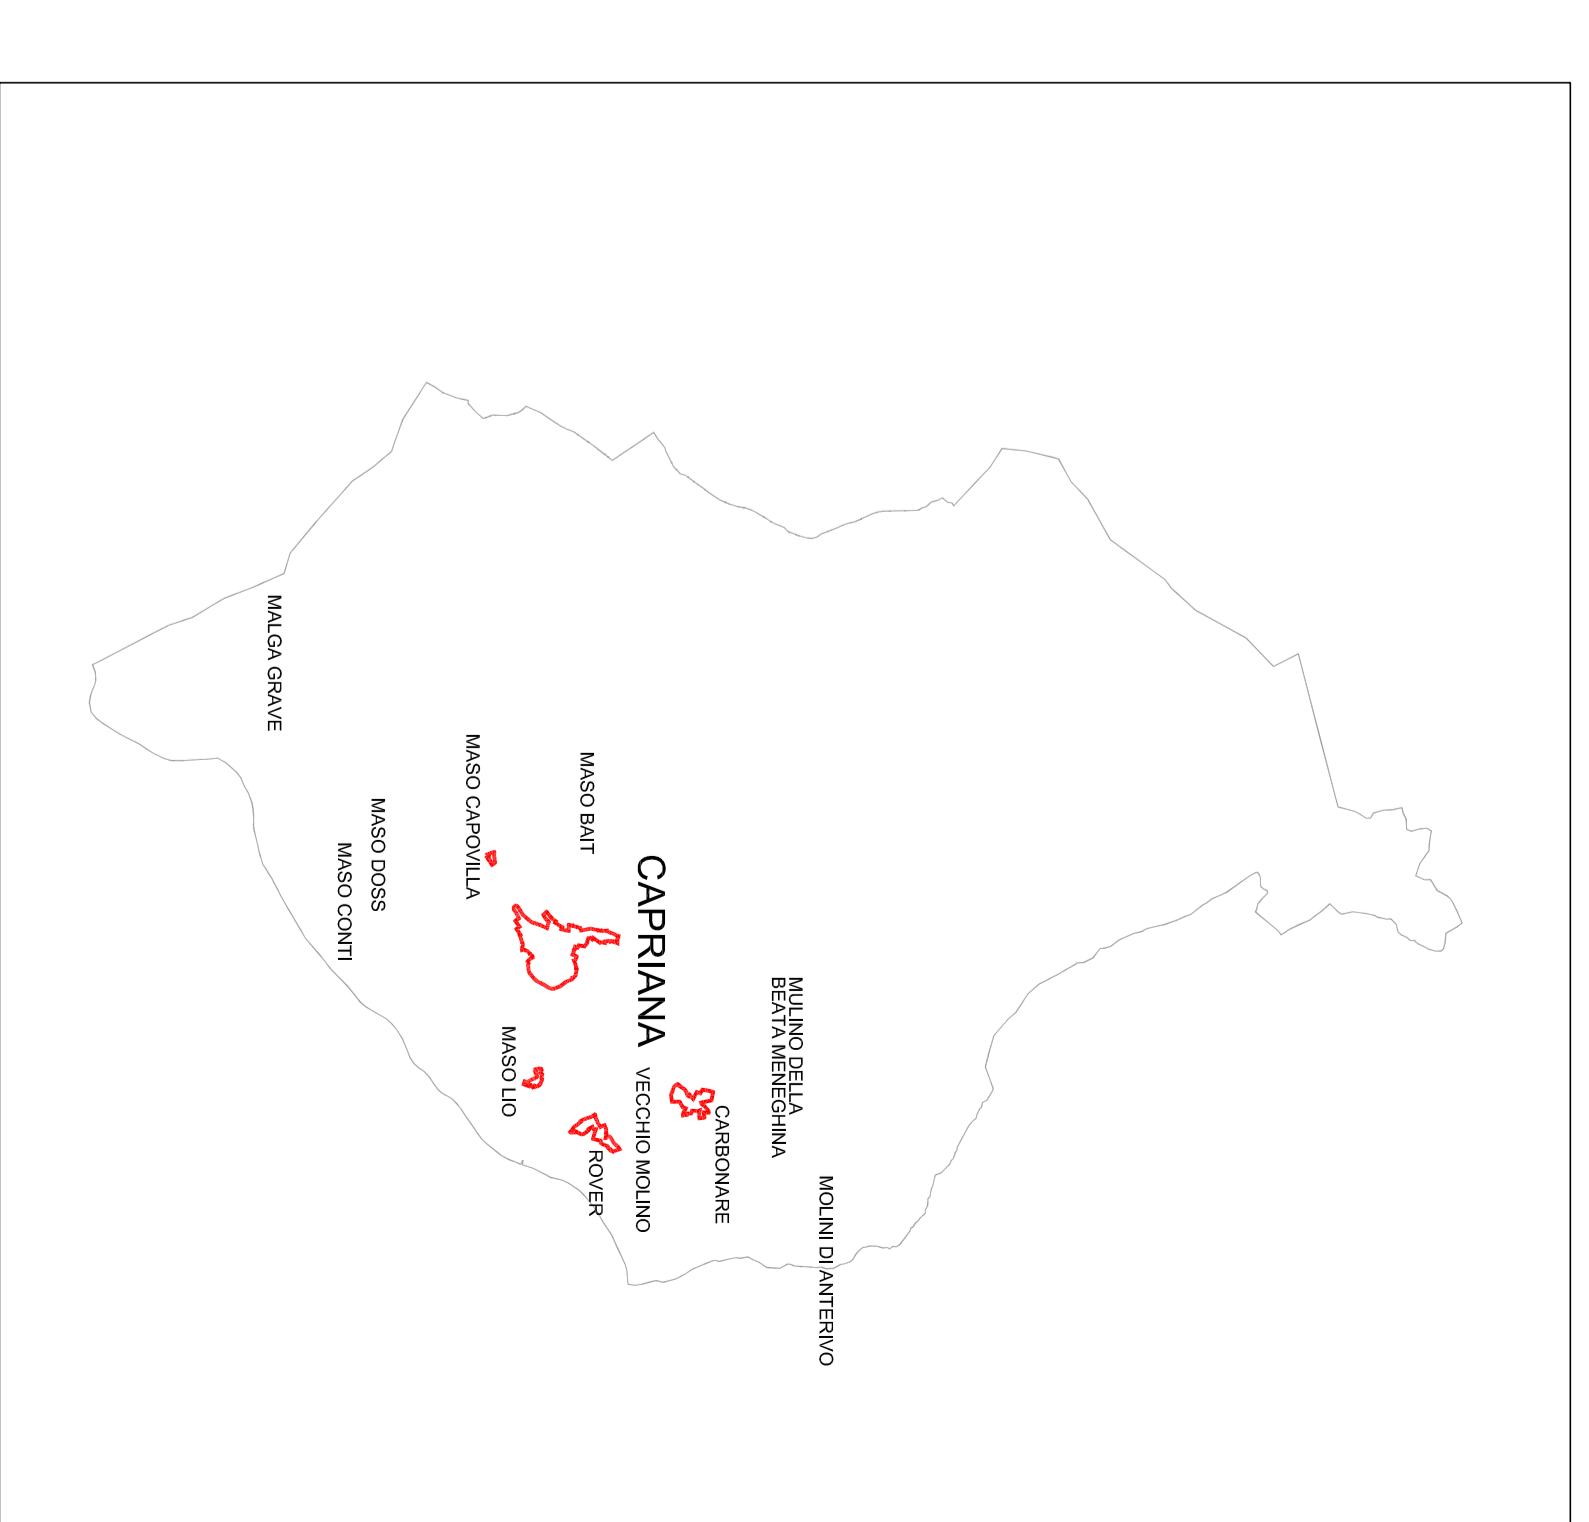 MOLINI DI ANTERIVO
MULINO DELLA
BEATA MENEGHINA
CARBONARE
CAPRIANA
VECCHIO MOLINO
MASO BAIT
ROVER
MASO LIO
MASO CAPOVILLA
MASO DOSS
MASO CONTI
MALGA GRAVE